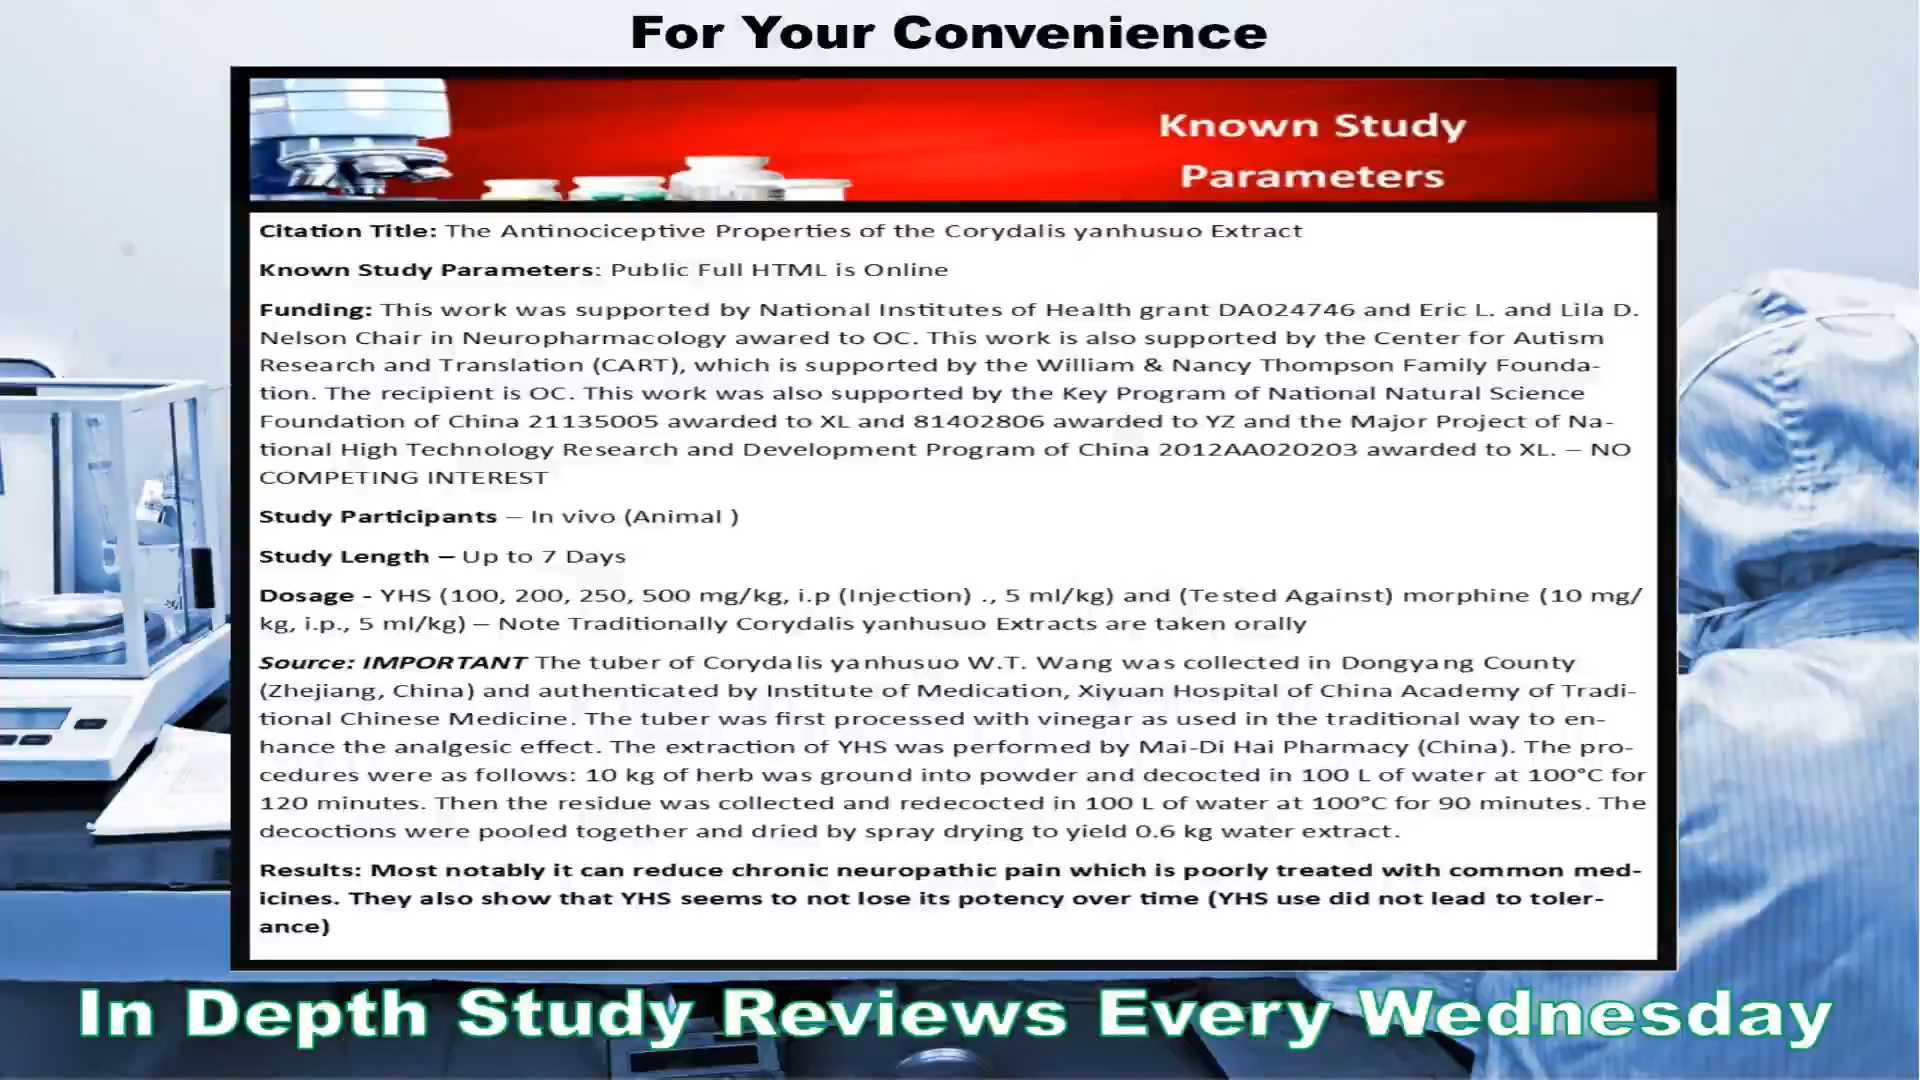 For Your Convenience
Known Study
Parameters
Citation Title: The Antinociceptive Properties of the Corydalis yanhusuo Extract
Known Study Parameters: Public Full HTML is Online
Funding: This work was supported by National Institutes of Health grant DA024746 and Eric L. and Lila D.
Nelson Chair in Neuropharmacology awared to OC. This work is also supported by the Center for Autism
Research and Translation (CART), which is supported by the William & Nancy Thompson Family Founda-
tion. The recipient is OC. This work was also supported by the Key Program of National Natural Science
Foundation of China 21135005 awarded to XL and 81402806 awarded to YZ and the Major Project of Na-
tional High Technology Research and Development Program of China 2012AA020203 awarded to XL. – NO
COMPETING INTEREST
Study Participants – In vivo (Animal )
Study Length – Up to 7 Days
Dosage - YHS (100, 200, 250, 500 mg/kg, i.p (Injection) ., 5 ml/kg) and (Tested Against) morphine (10 mg/
kg, i.p., 5 ml/kg) – Note Traditionally Corydalis yanhusuo Extracts are taken orally
Source: IMPORTANT The tuber of Corydalis yanhusuo W.T. Wang was collected in Dongyang County
(Zhejiang, China) and authenticated by Institute of Medication, Xiyuan Hospital of China Academy of Tradi-
tional Chinese Medicine. The tuber was first processed with vinegar as used in the traditional way to en-
hance the analgesic effect. The extraction of YHS was performed by Mai-Di Hai Pharmacy (China). The pro-
cedures were as follows: 10 kg of herb was ground into powder and decocted in 100 L of water at 100°C for
120 minutes. Then the residue was collected and redecocted in 100 L of water at 100°C for 90 minutes. The
decoctions were pooled together and dried by spray drying to yield 0.6 kg water extract.
Results: Most notably it can reduce chronic neuropathic pain which is poorly treated with common med-
icines. They also show that YHS seems to not lose its potency over time (YHS use did not lead to toler-
ance)
In Depth Study Reviews Every Wednesday